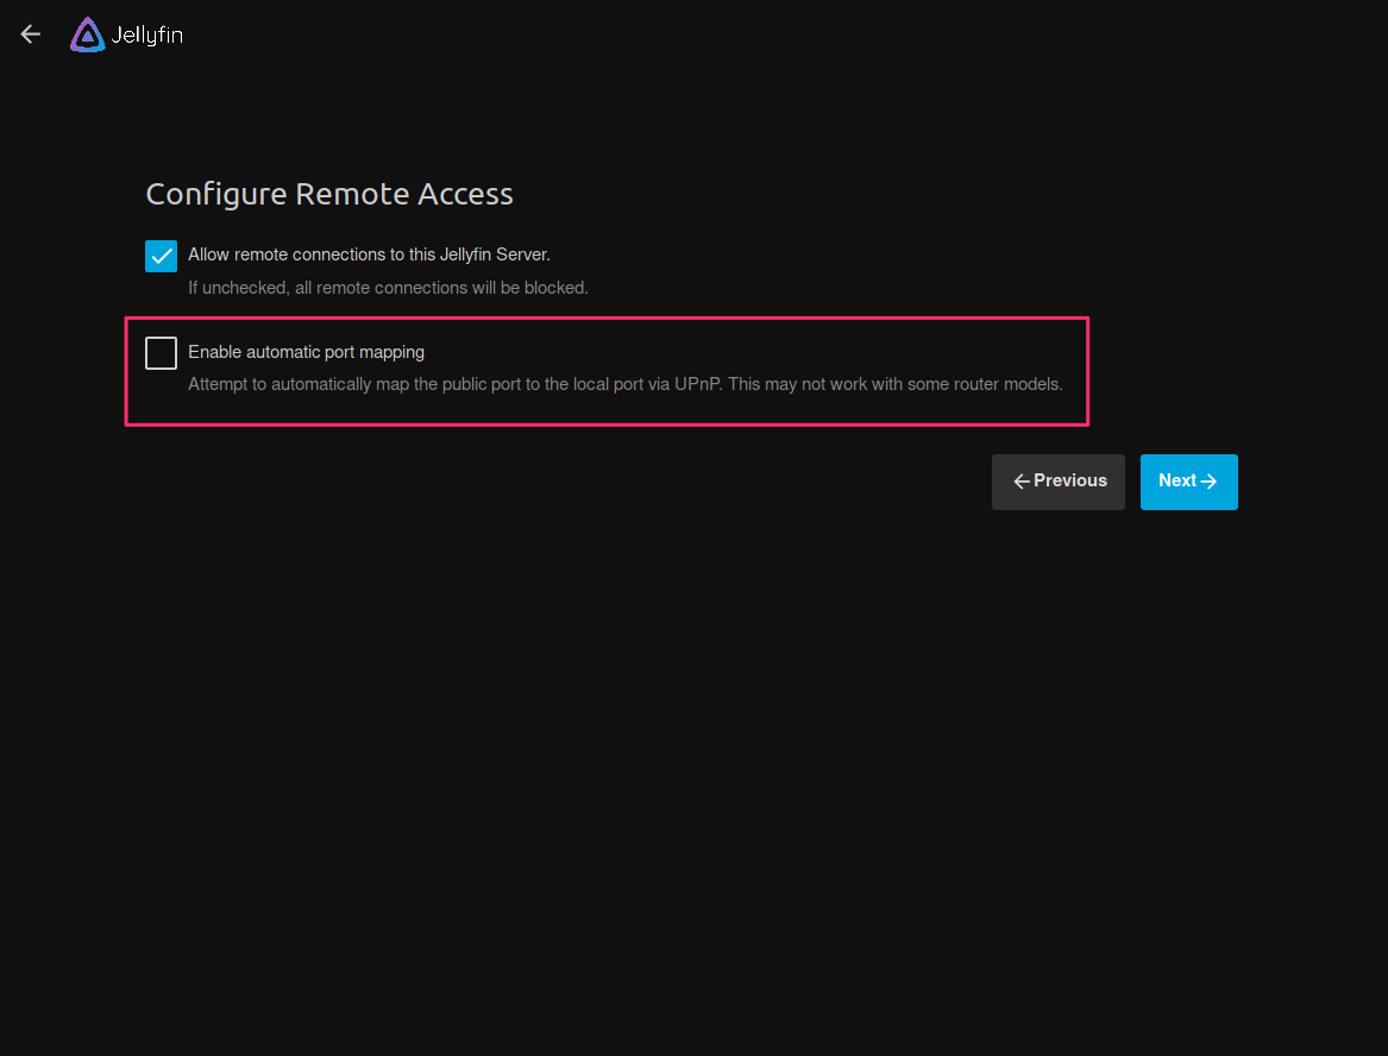 Jellyfin
Configure Remote Access
Allow remote connections to this Jellyfin Server.
If unchecked, all remote connections will be blocked.
Enable automatic port mapping
Attempt to automatically map the public port to the local port via UPnP. This may not work with some router models.
Previous
Next